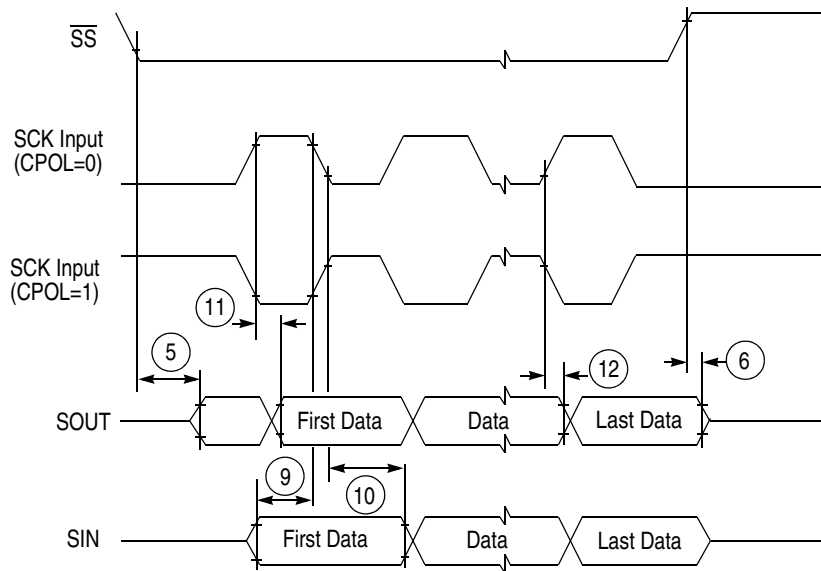 SS
SCK Input
(CPOL=0)
SCK Input
(CPOL=1)
11
5
12
6
SOUT
First Data
Data
Last Data
9
10
SIN
First Data
Data
Last Data